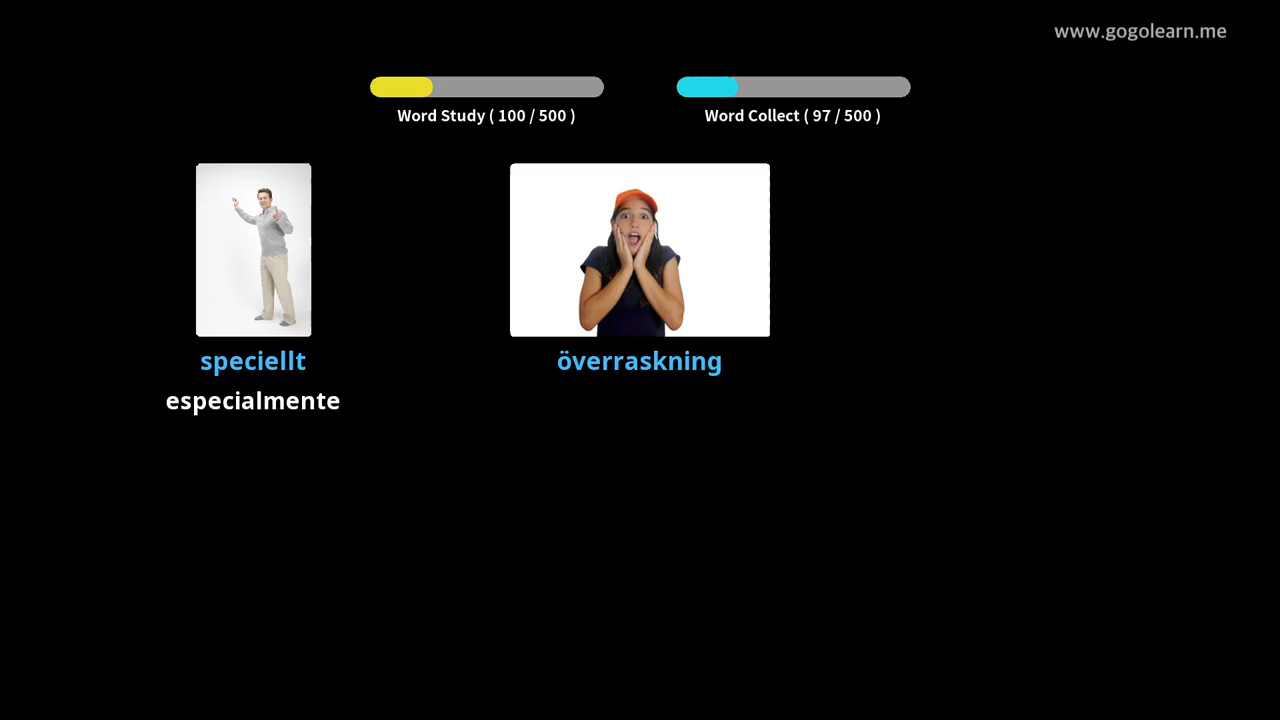 www.gogolearn.me
Word Study ( 100 / 500 )
Word Collect ( 97 / 500 )
speciellt
överraskning
especialmente